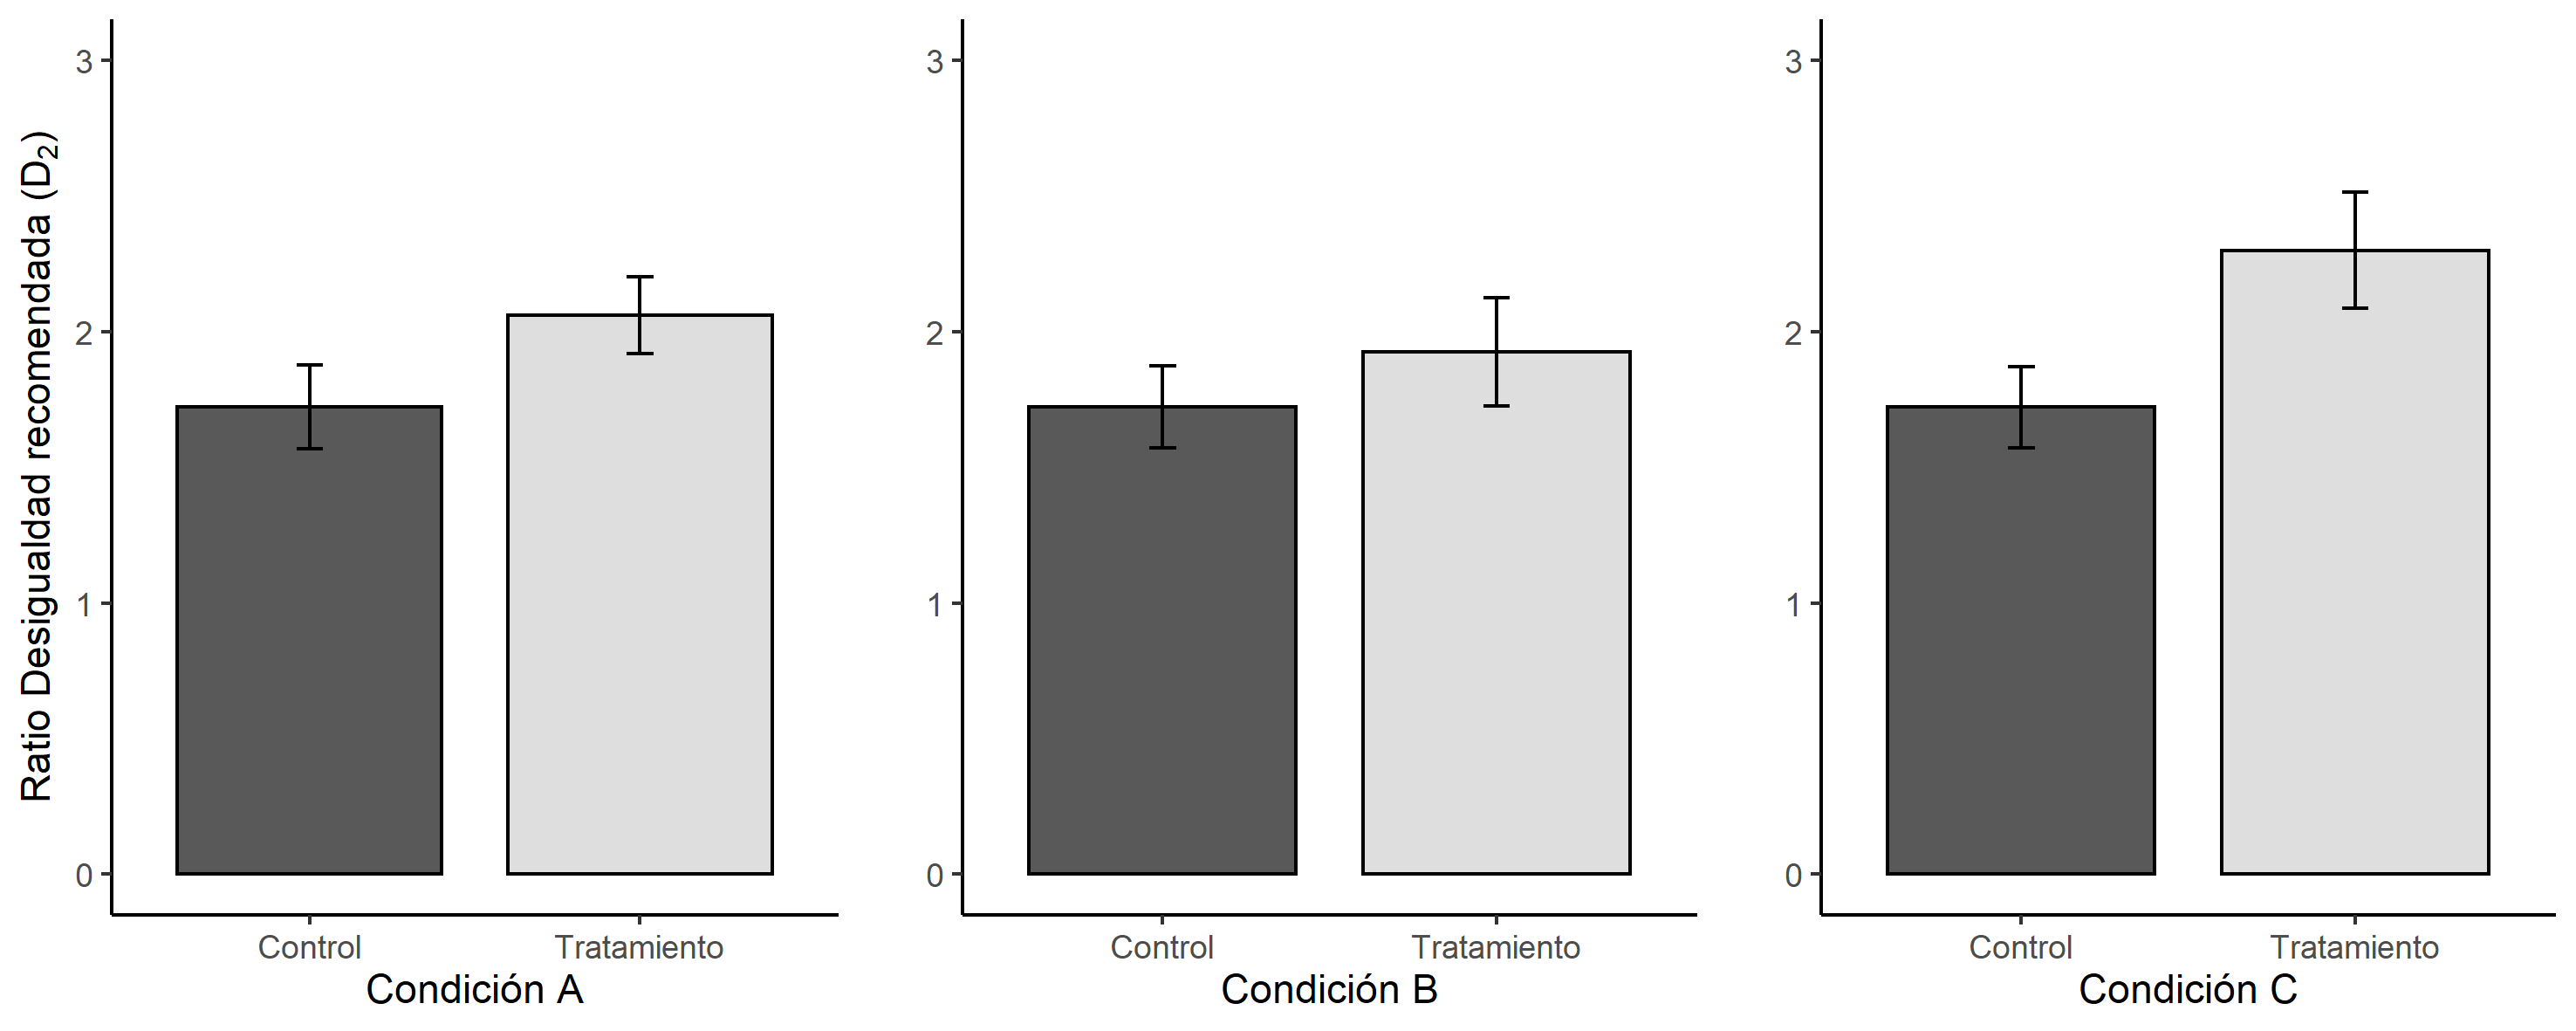 Ratio Desigualdad recomendada (D₂)
3
2
1
0
Control Tratamiento
Condición A
3
2
1
0
Control Tratamiento
Condición B
3
2
1
0
Control Tratamiento
Condición C